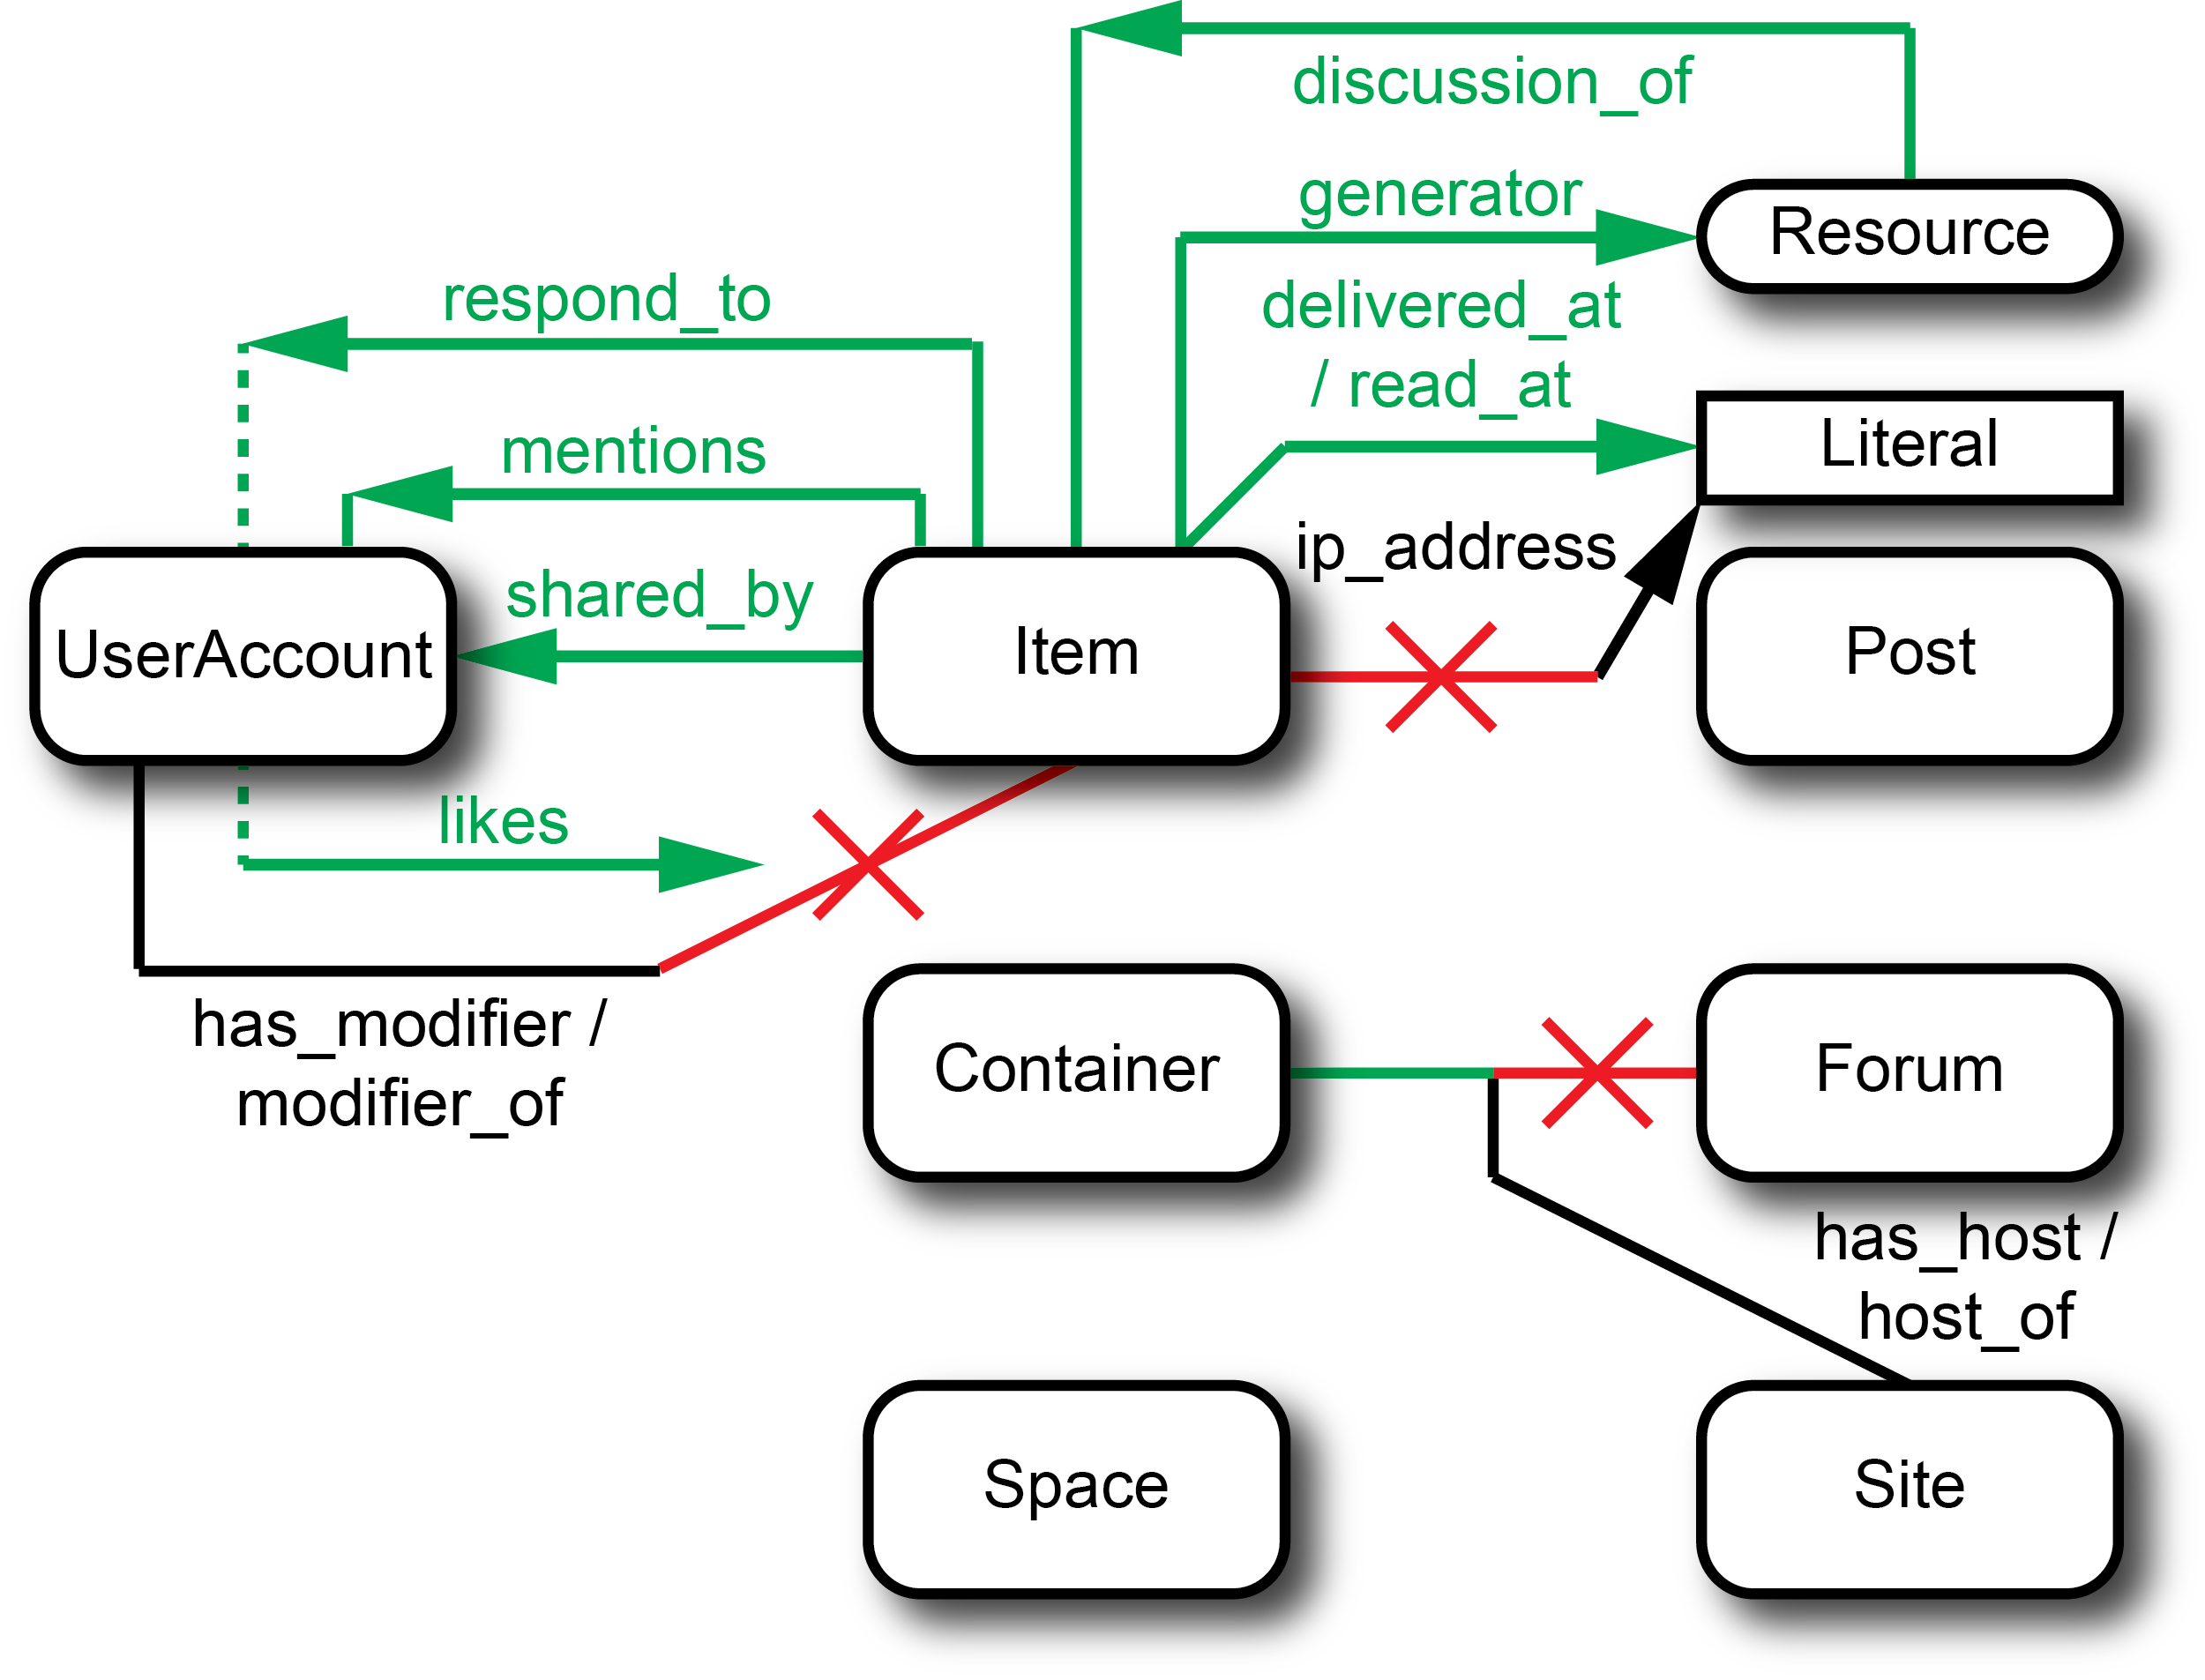 discussion_of
generator
Resource
respond_to
delivered_at
/ read_at
Literal
mentions
ip_address
shared_by
UserAccount
Item
Post
likes
has_modifier /
modifier_of
Container
Forum
has_host /
host_of
Space
Site